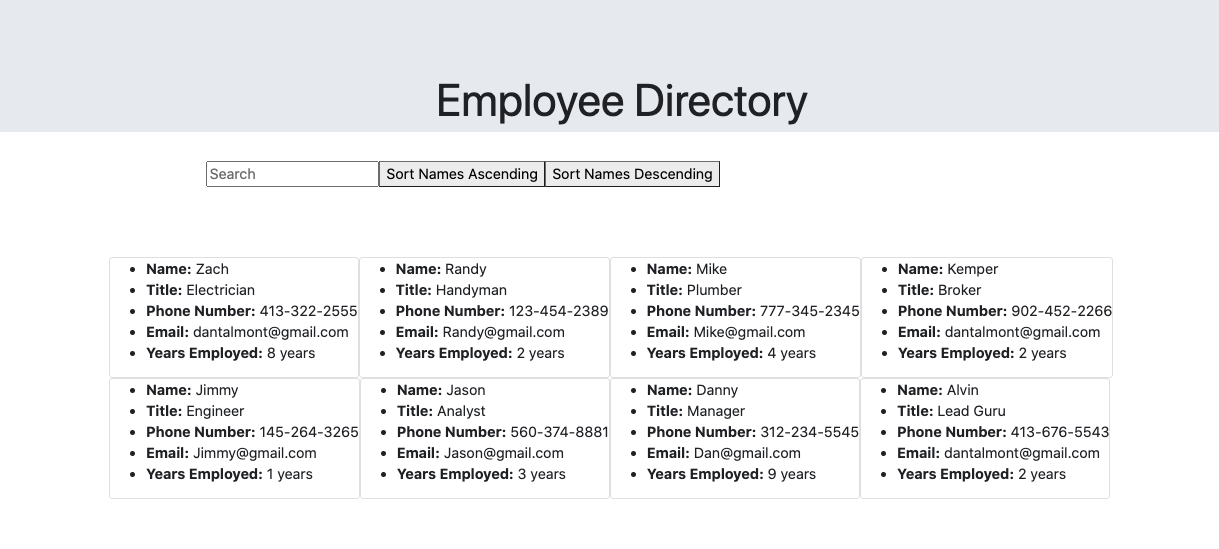 Employee Directory
Search
Sort Names Ascending
Sort Names Descending
Name: Zach
Title: Electrician
Phone Number: 413-322-2555
Email: dantalmont@gmail.com
Years Employed: 8 years
Name: Randy
Title: Handyman
Phone Number: 123-454-2389
Email: Randy@gmail.com
Years Employed: 2 years
Name: Mike
Title: Plumber
Phone Number: 777-345-2345
Email: Mike@gmail.com
Years Employed: 4 years
Name: Kemper
Title: Broker
Phone Number: 902-452-2266
Email: dantalmont@gmail.com
Years Employed: 2 years
Name: Jimmy
Title: Engineer
Phone Number: 145-264-3265
Email: Jimmy@gmail.com
Years Employed: 1 years
Name: Jason
Title: Analyst
Phone Number: 560-374-8881
Email: Jason@gmail.com
Years Employed: 3 years
Name: Danny
Title: Manager
Phone Number: 312-234-5545
Email: Dan@gmail.com
Years Employed: 9 years
Name: Alvin
Title: Lead Guru
Phone Number: 413-676-5543
Email: dantalmont@gmail.com
Years Employed: 2 years